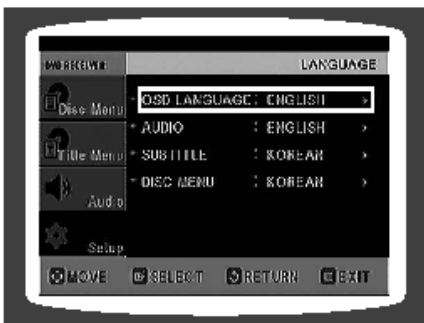 DVD RECEIVER LANGUAGE
Disc Menu
OSD LANGUAGE : ENGLISH
AUDIO : ENGLISH
Title Menu
SUBTITLE : KOREAN
DISC MENU : KOREAN
Audio
Setup
MOVE SELECT RETURN EXIT